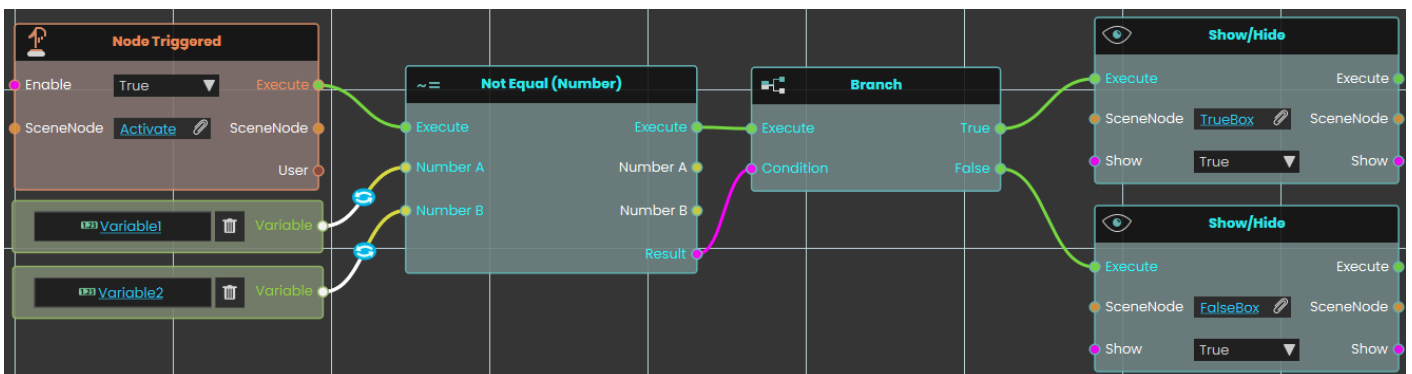 Node Triggered
Enable True Execute
SceneNode Activate SceneNode
User
123 Variable1 Variable
123 Variable2 Variable
~= Not Equal (Number)
Execute Execute
Number A Number A
Number B Number B
Result
Branch
Execute True
Condition False
Show/Hide
Execute Execute
SceneNode TrueBox SceneNode
Show True Show
Show/Hide
Execute Execute
SceneNode FalseBox SceneNode
Show True Show